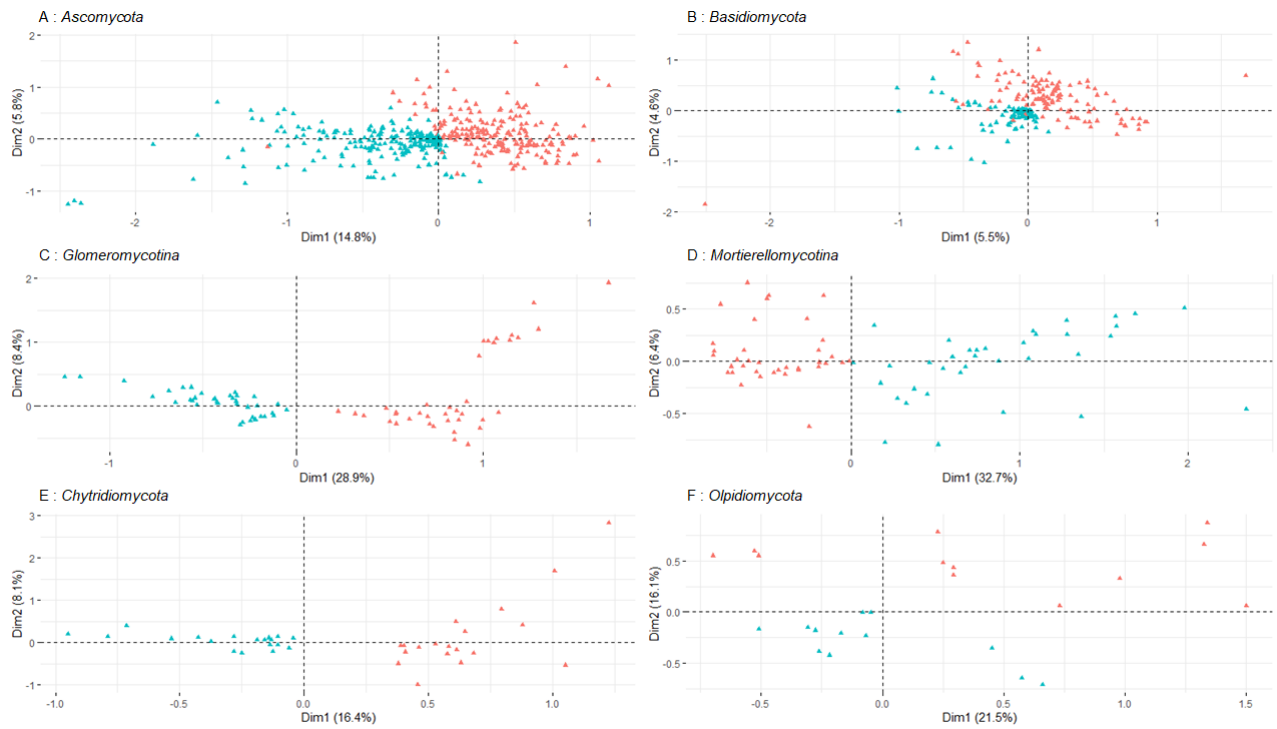 A : Ascomycota
2
1
0
-1
Dim2 (5.8%)
-2
-1
0
1
Dim1 (14.8%)
B : Basidiomycota
1
0
-1
-2
Dim2 (4.6%)
-2
-1
0
1
Dim1 (5.5%)
C : Glomeromycotina
2
1
0
Dim2 (8.4%)
-1
0
1
Dim1 (28.9%)
D : Mortierellomycotina
0.5
0.0
-0.5
Dim2 (6.4%)
0
1
2
Dim1 (32.7%)
E : Chytridiomycota
3
2
1
0
-1
Dim2 (8.1%)
-1.0
-0.5
0.0
0.5
1.0
Dim1 (16.4%)
F : Olpidiomycota
0.5
0.0
-0.5
Dim2 (16.1%)
-0.5
0.0
0.5
1.0
1.5
Dim1 (21.5%)